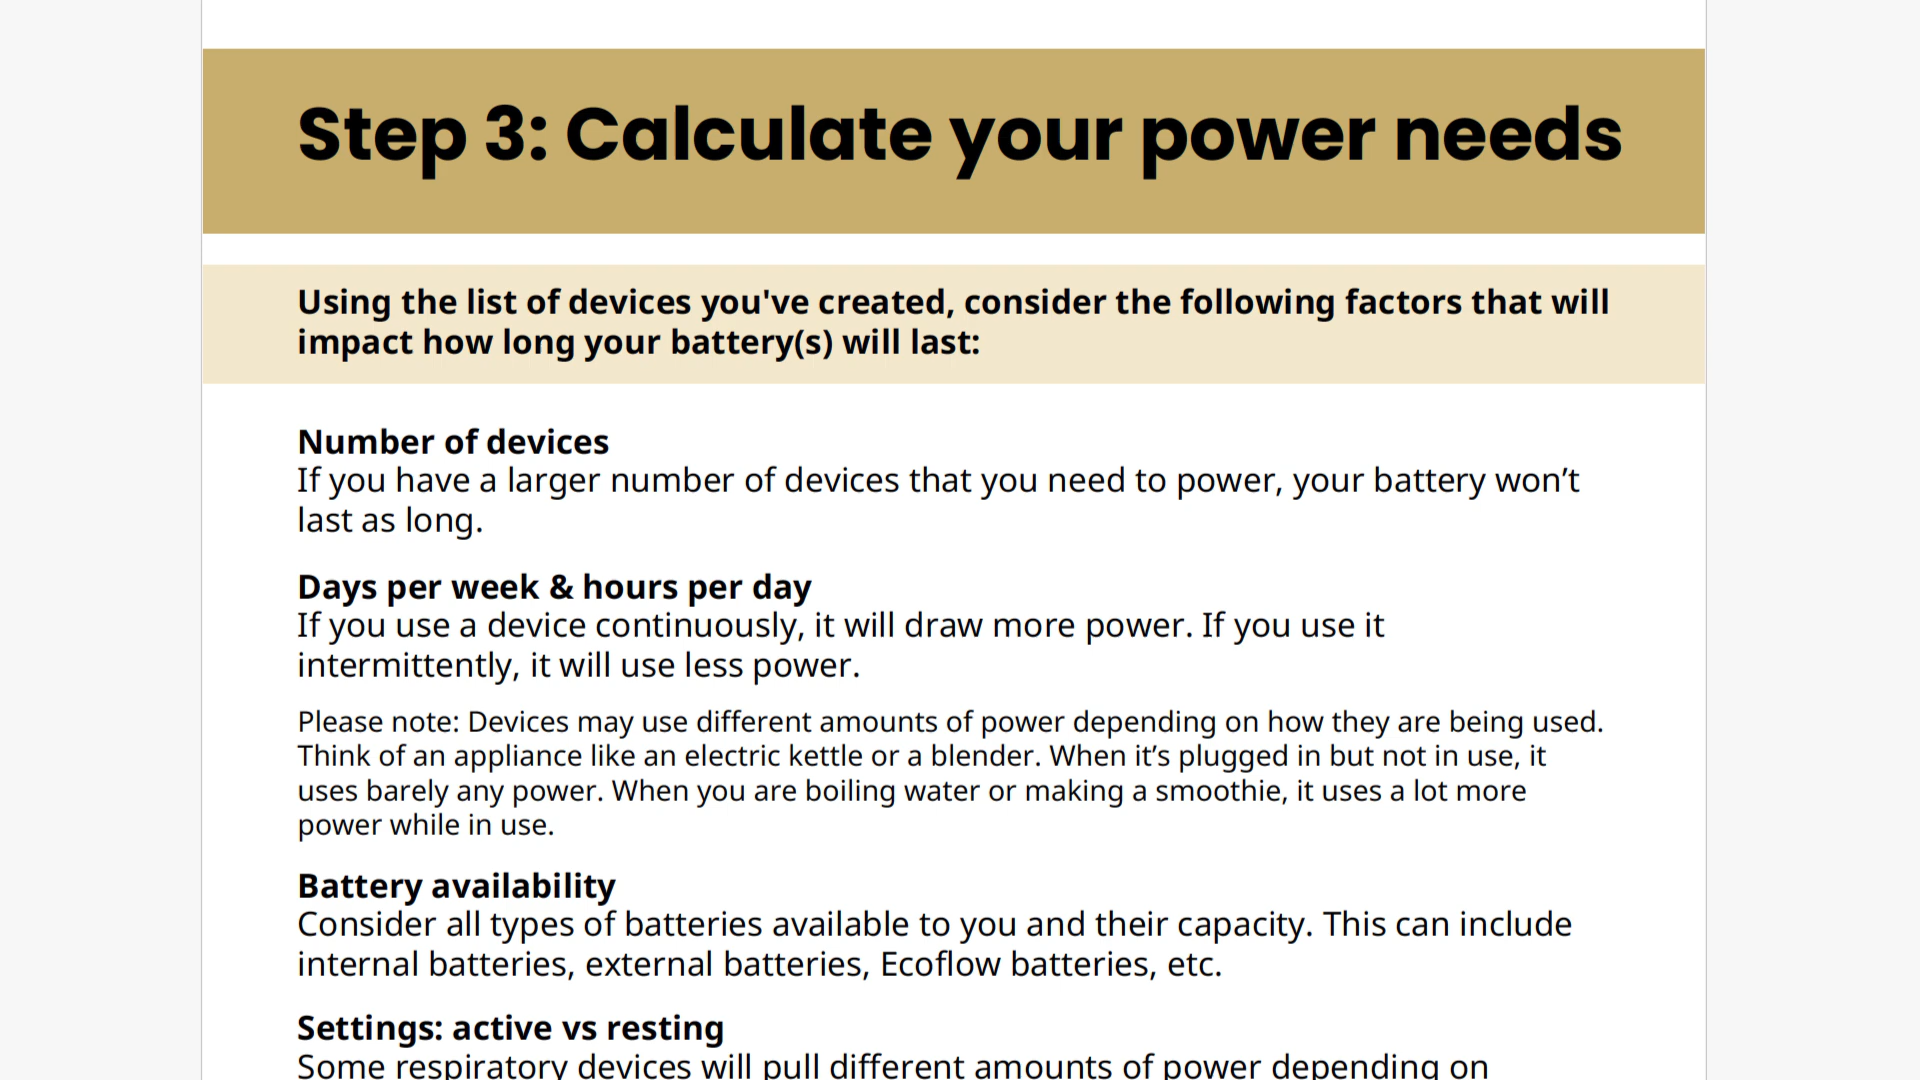 Step 3: Calculate your power needs
Using the list of devices you've created, consider the following factors that will
impact how long your battery(s) will last:
Number of devices
If you have a larger number of devices that you need to power, your battery won’t
last as long.
Days per week & hours per day
If you use a device continuously, it will draw more power. If you use it
intermittently, it will use less power.
Please note: Devices may use different amounts of power depending on how they are being used.
Think of an appliance like an electric kettle or a blender. When it’s plugged in but not in use, it
uses barely any power. When you are boiling water or making a smoothie, it uses a lot more
power while in use.
Battery availability
Consider all types of batteries available to you and their capacity. This can include
internal batteries, external batteries, Ecoflow batteries, etc.
Settings: active vs resting
Some respiratory devices will pull different amounts of power depending on